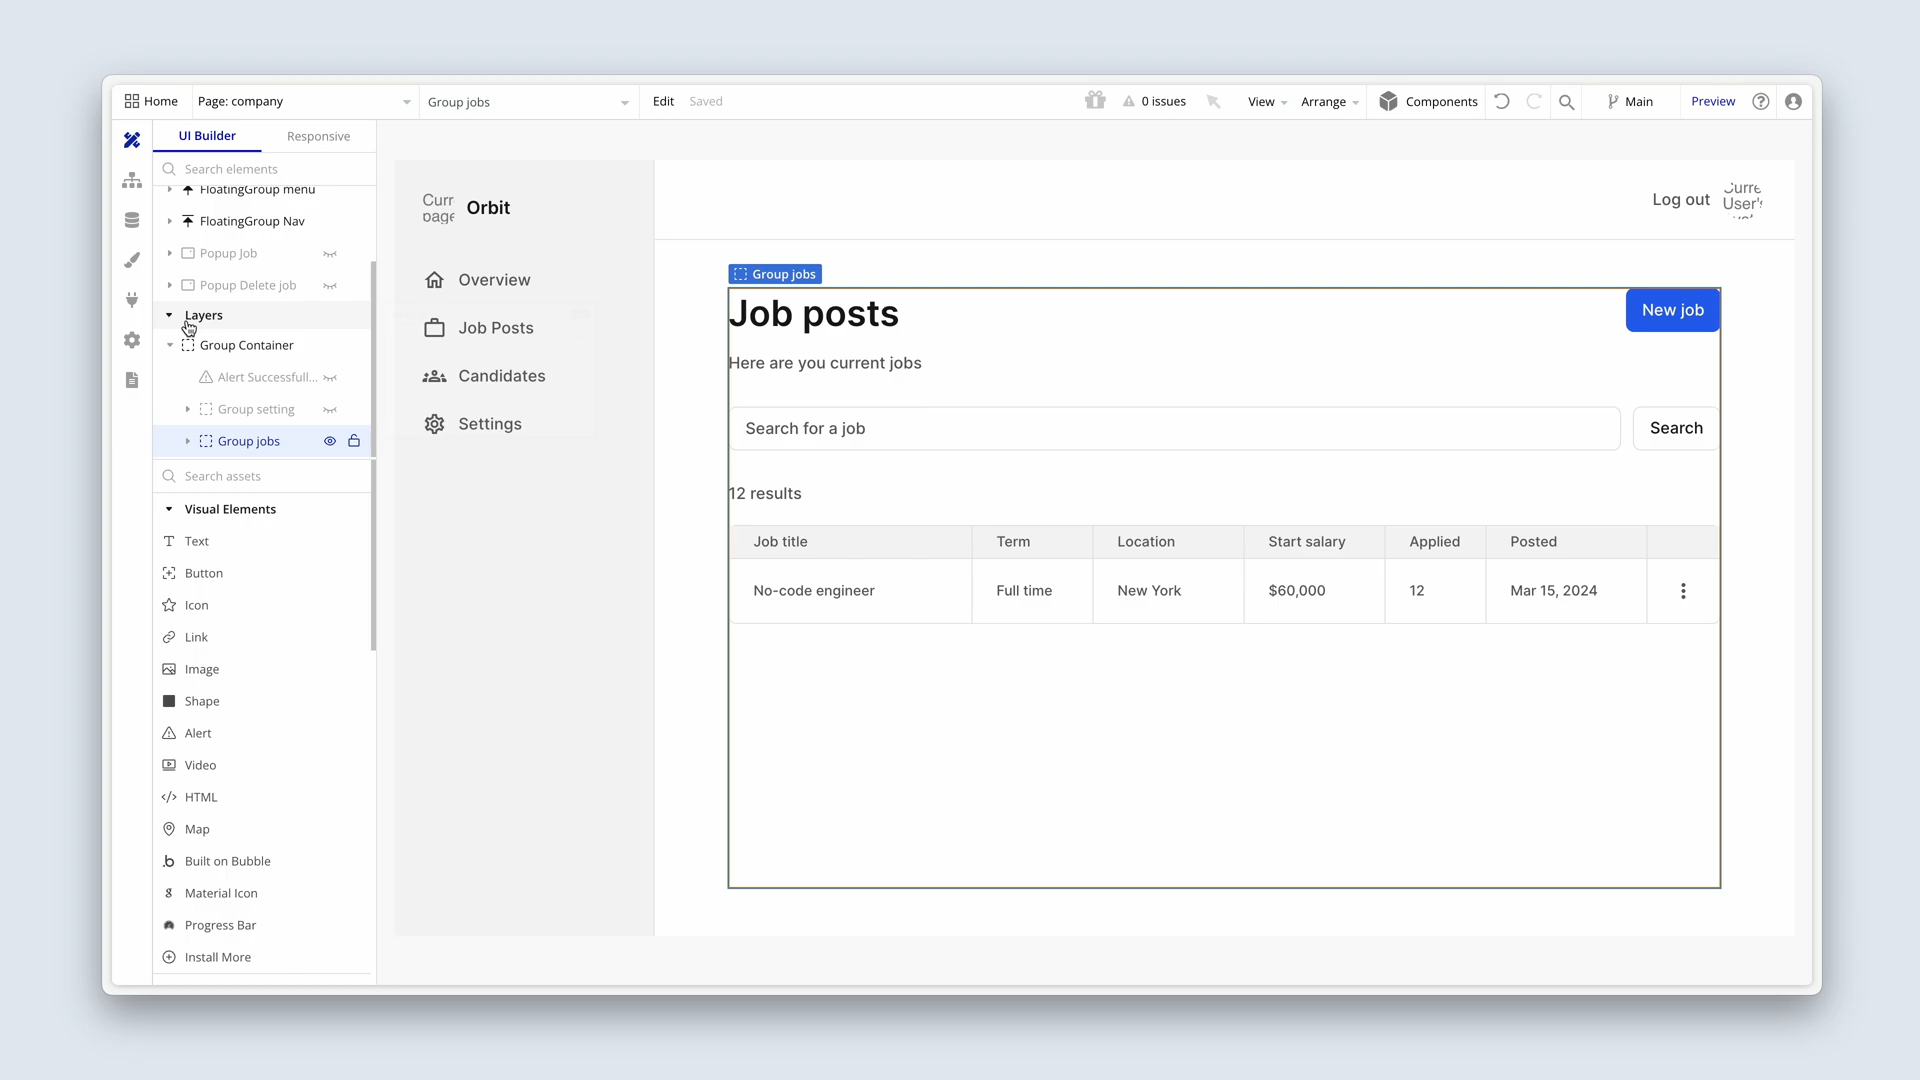 Home
Page: company
Group jobs
Edit
Saved
0 issues
View
Arrange
Components
Main
Preview
UI Builder
Responsive
Search elements
FloatingGroup menu
FloatingGroup Nav
Popup Job
Popup Delete job
Layers
Group Container
Alert Successfull...
Group setting
Group jobs
Search assets
Visual Elements
Text
Button
Icon
Link
Image
Shape
Alert
Video
HTML
Map
Built on Bubble
Material Icon
Progress Bar
Install More
Curr
page
Orbit
Overview
Job Posts
Candidates
Settings
Log out
Curre
User's
Group jobs
Job posts
New job
Here are you current jobs
Search for a job
Search
12 results
Job title Term Location Start salary Applied Posted
No-code engineer Full time New York $60,000 12 Mar 15, 2024